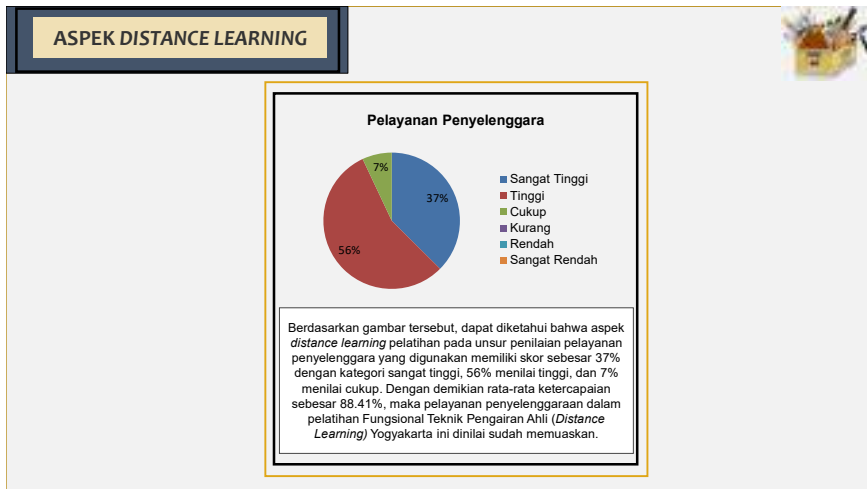 ASPEK DISTANCE LEARNING
Pelayanan Penyelenggara
7%
37%
56%
Sangat Tinggi
Tinggi
Cukup
Kurang
Rendah
Sangat Rendah
Berdasarkan gambar tersebut, dapat diketahui bahwa aspek
distance learning pelatihan pada unsur penilaian pelayanan
penyelenggara yang digunakan memiliki skor sebesar 37%
dengan kategori sangat tinggi, 56% menilai tinggi, dan 7%
menilai cukup. Dengan demikian rata-rata ketercapaian
sebesar 88.41%, maka pelayanan penyelenggaraan dalam
pelatihan Fungsional Teknik Pengairan Ahli (Distance
Learning) Yogyakarta ini dinilai sudah memuaskan.